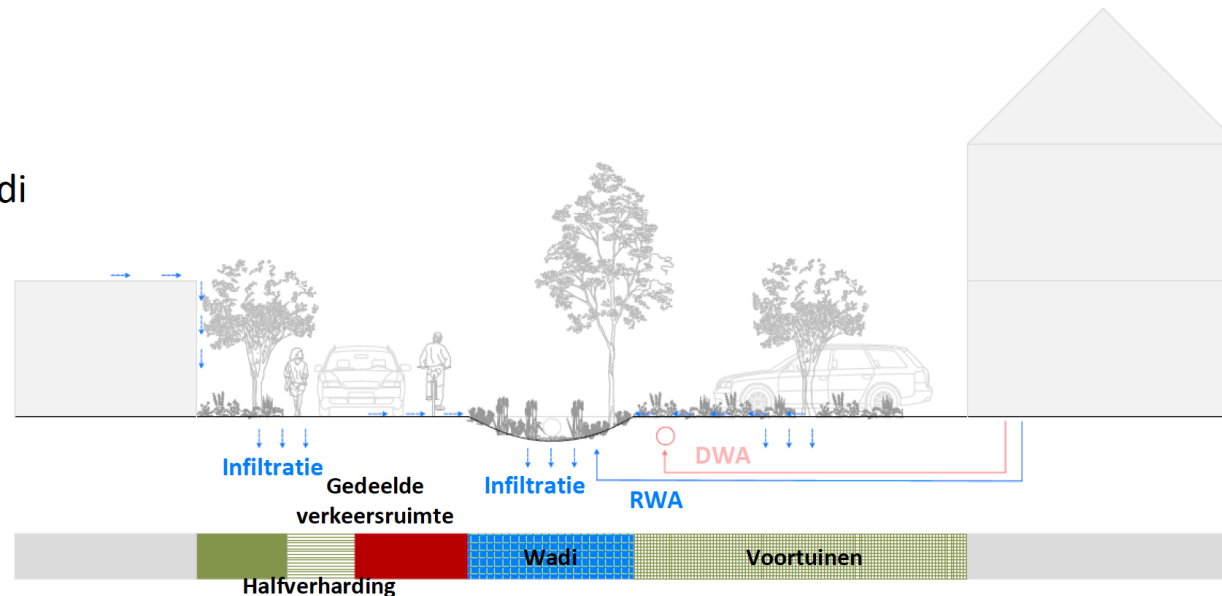 di
Infiltratie
Gedeelde
verkeersruimte
Infiltratie
DWA
RWA
Wadi
Voortuinen
Halfverharding